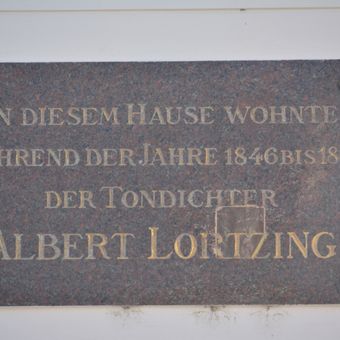 N DIESEM HAUSE WOHNTE
HREND DER JAHRE 1846 BIS 18
DER TONDICHTER
ALBERT LORTZING